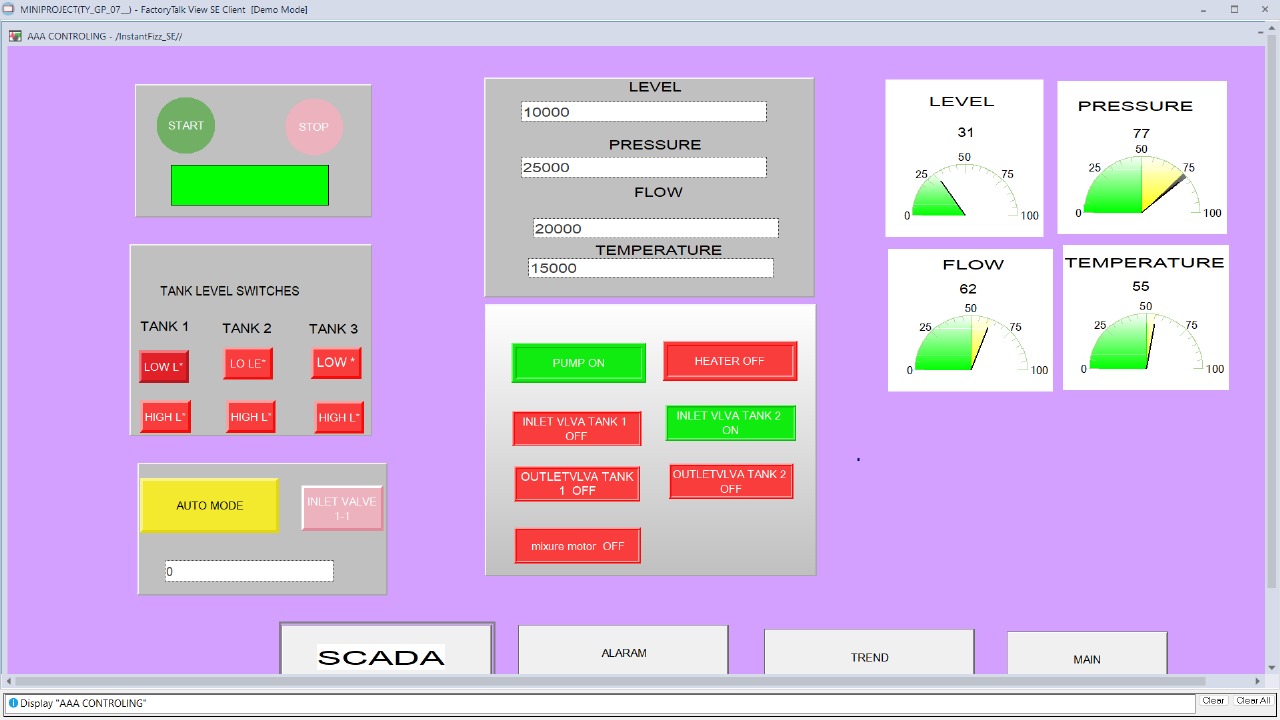 MINIPROJECT(TY_GP_07__) - FactoryTalk View SE Client  [Demo Mode]
AAA CONTROLING - /InstantFizz_SE//
START
STOP
TANK LEVEL SWITCHES
TANK 1
TANK 2
TANK 3
LOW L*
LO LE*
LOW *
HIGH L*
HIGH L*
HIGH L*
AUTO MODE
INLET VALVE
1-1
0
LEVEL
10000
PRESSURE
25000
FLOW
20000
TEMPERATURE
15000
PUMP ON
HEATER OFF
INLET VLVA TANK 1
OFF
INLET VLVA TANK 2
ON
OUTLETVLVA TANK
1  OFF
OUTLETVLVA TANK 2
OFF
mixure motor  OFF
LEVEL
31
50
25
75
0
100
PRESSURE
77
50
25
75
0
100
FLOW
62
50
25
75
0
100
TEMPERATURE
55
50
25
75
0
100
SCADA
ALARAM
TREND
MAIN
Display "AAA CONTROLING"
Clear
Clear All